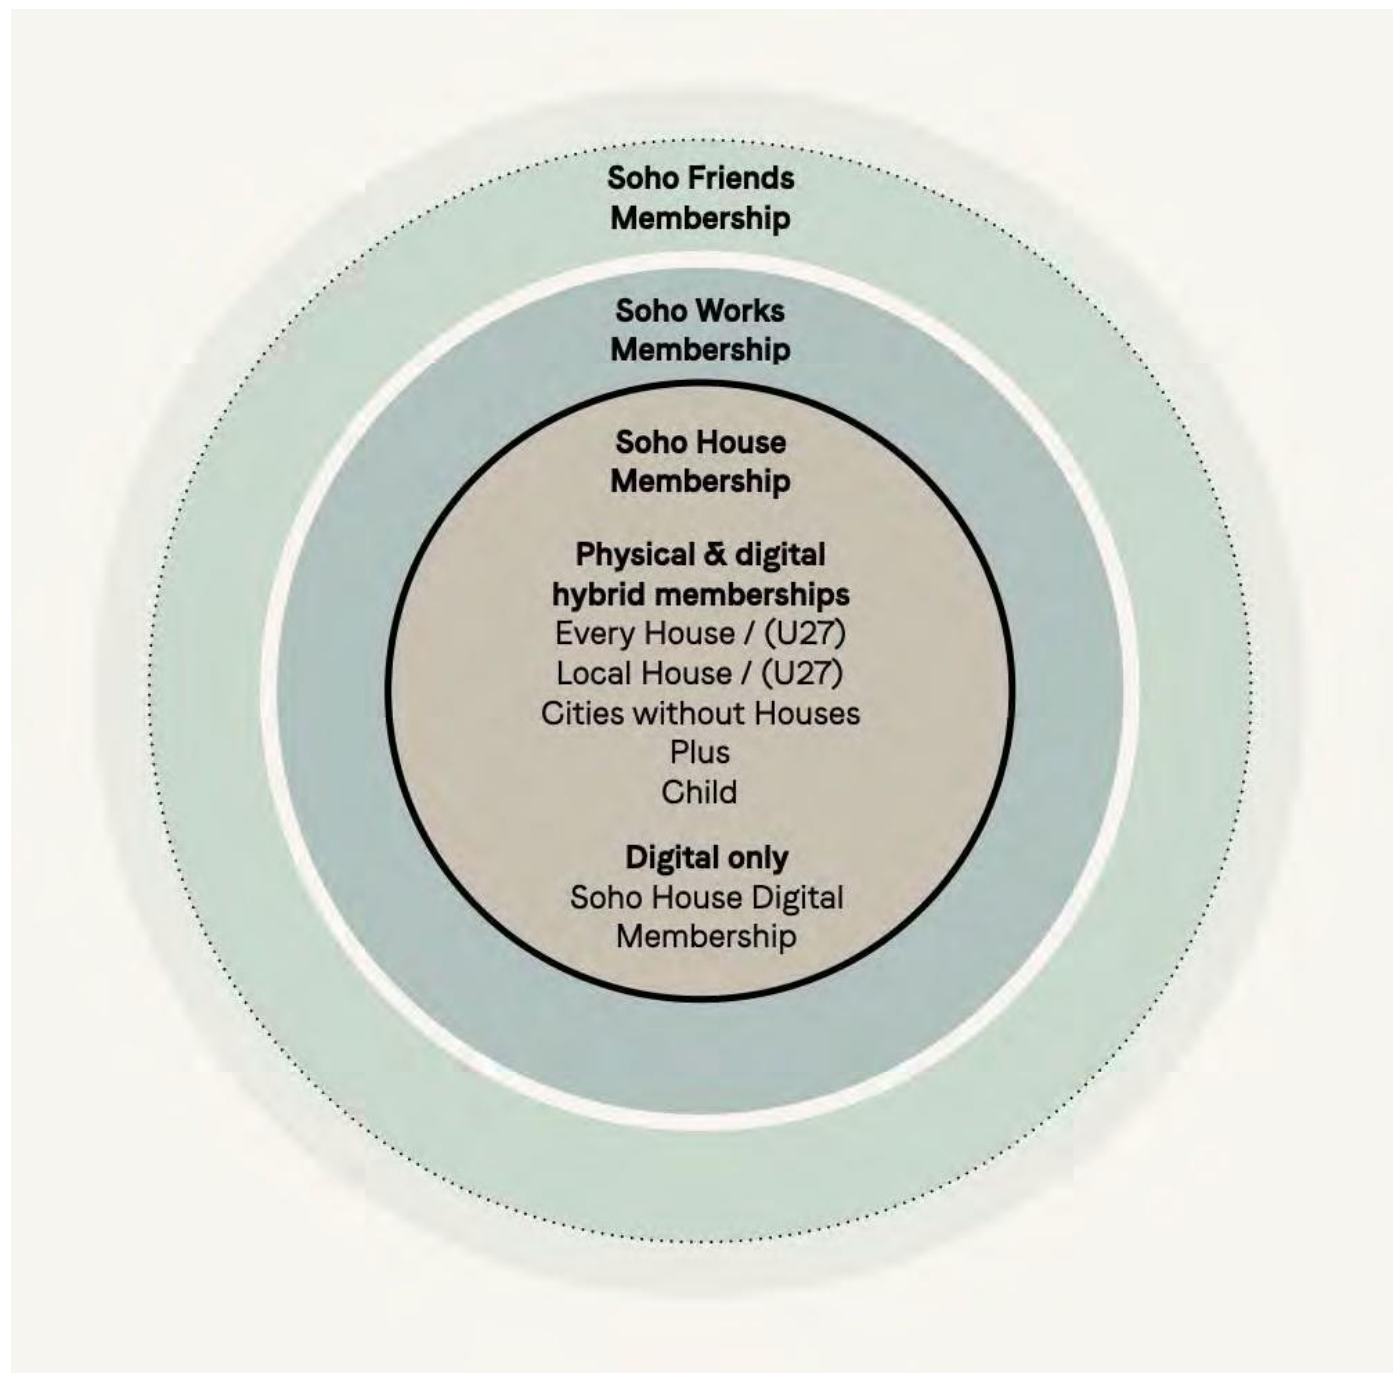 Soho Friends
Membership
Soho Works
Membership
Soho House
Membership
Physical & digital
hybrid memberships
Every House / (U27)
Local House / (U27)
Cities without Houses
Plus
Child
Digital only
Soho House Digital
Membership